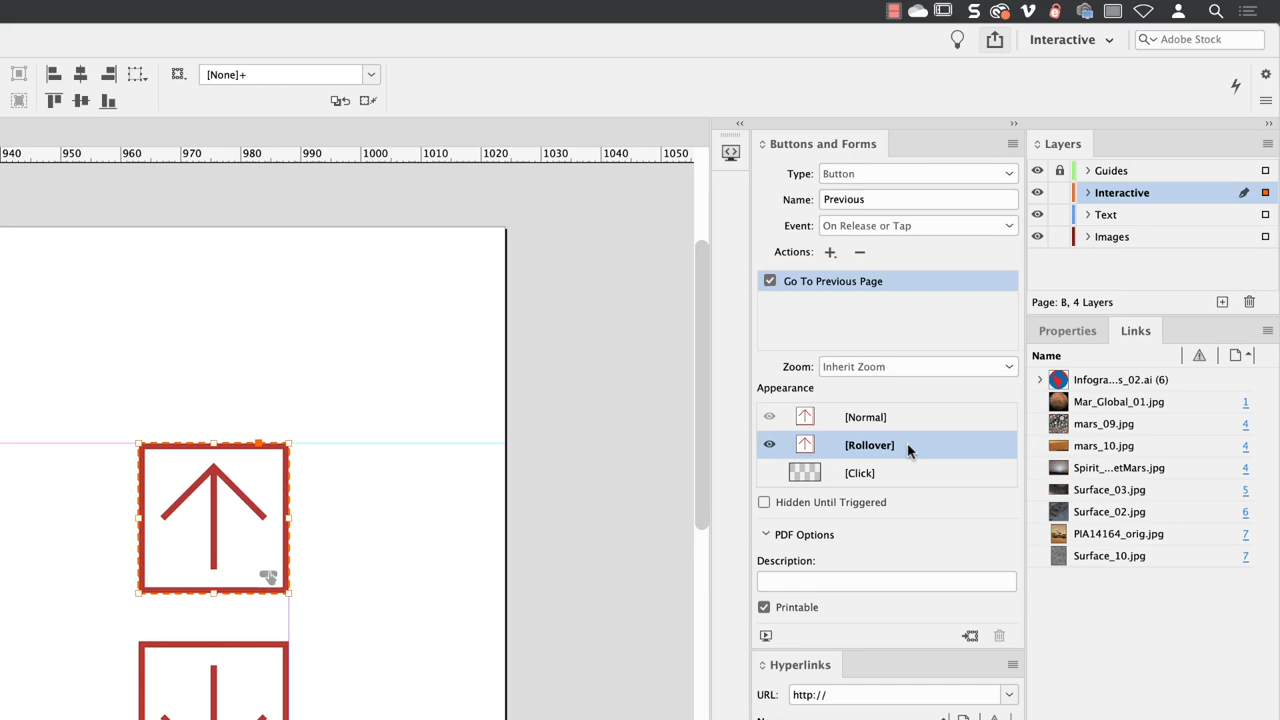 Interactive
Adobe Stock
[None]+
940 950 960 970 980 990 1000 1010 1020 1030 1040 1050
Buttons and Forms
Type: Button
Name: Previous
Event: On Release or Tap
Actions:
Go To Previous Page
Zoom: Inherit Zoom
Appearance
[Normal]
[Rollover]
[Click]
Hidden Until Triggered
PDF Options
Description:
Printable
Hyperlinks
URL: http://
Layers
Guides
Interactive
Text
Images
Page: B, 4 Layers
Properties Links
Name
Infogra...s_02.ai (6)
Mar_Global_01.jpg 1
mars_09.jpg 4
mars_10.jpg 4
Spirit_...etMars.jpg 4
Surface_03.jpg 5
Surface_02.jpg 6
PIA14164_orig.jpg 7
Surface_10.jpg 7